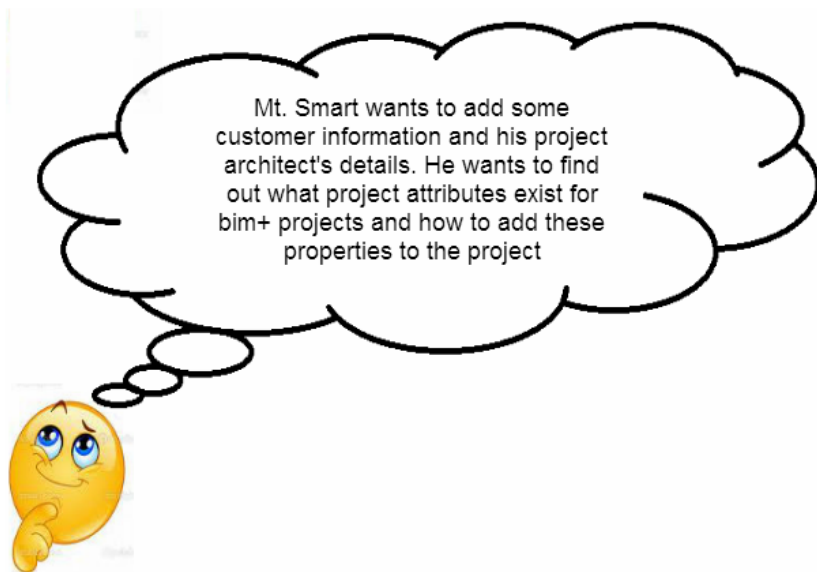 Mt. Smart wants to add some
customer information and his project
architect's details. He wants to find
out what project attributes exist for
bim+ projects and how to add these
properties to the project